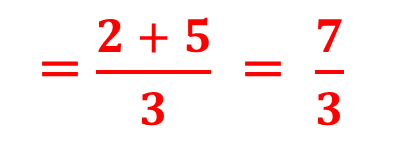 = (2 + 5)/3 = 7/3